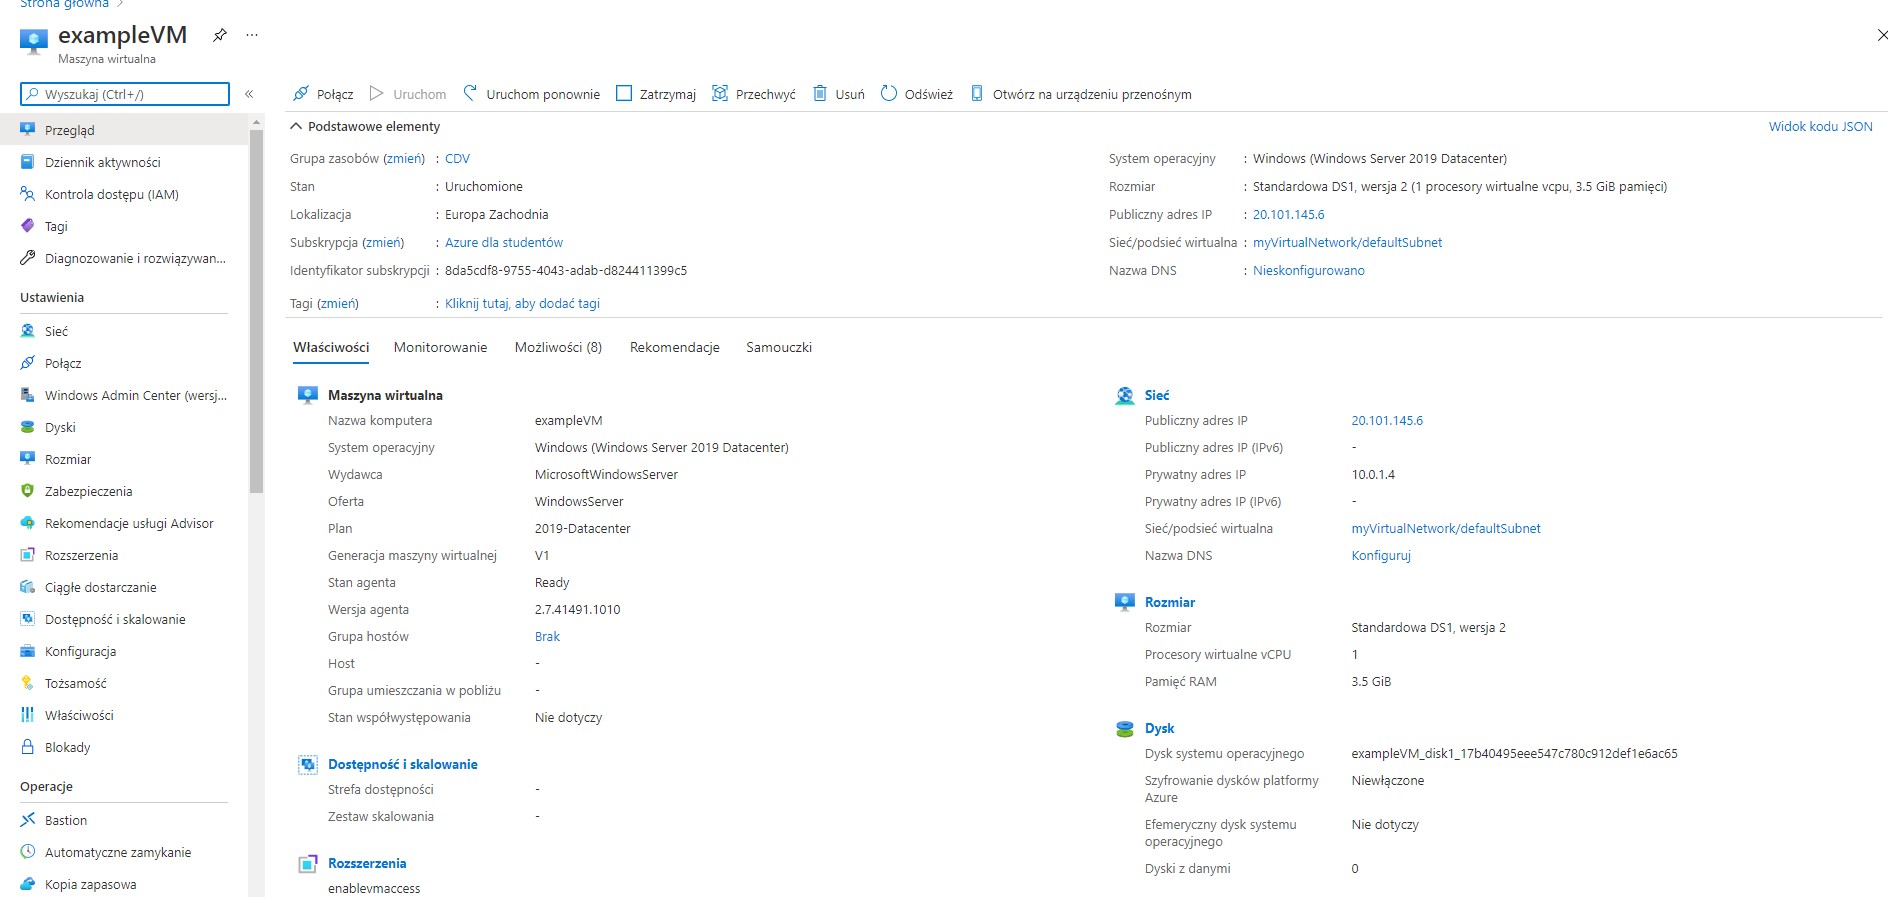 Strona główna
exampleVM
Maszyna wirtualna
Wyszukaj (Ctrl+/)
Przegląd
Dziennik aktywności
Kontrola dostępu (IAM)
Tagi
Diagnozowanie i rozwiązywan...
Ustawienia
Sieć
Połącz
Windows Admin Center (wersj...
Dyski
Rozmiar
Zabezpieczenia
Rekomendacje usługi Advisor
Rozszerzenia
Ciągłe dostarczanie
Dostępność i skalowanie
Konfiguracja
Tożsamość
Właściwości
Blokady
Operacje
Bastion
Automatyczne zamykanie
Kopia zapasowa
Połącz Uruchom Uruchom ponownie Zatrzymaj Przechwyć Usuń Odśwież Otwórz na urządzeniu przenośnym
Podstawowe elementy Widok kodu JSON
Grupa zasobów (zmień) : CDV
Stan : Uruchomione
Lokalizacja : Europa Zachodnia
Subskrypcja (zmień) : Azure dla studentów
Identyfikator subskrypcji : 8da5cdf8-9755-4043-adab-d824411399c5
Tagi (zmień) : Kliknij tutaj, aby dodać tagi
System operacyjny : Windows (Windows Server 2019 Datacenter)
Rozmiar : Standardowa DS1, wersja 2 (1 procesory wirtualne vcpu, 3.5 GiB pamięci)
Publiczny adres IP : 20.101.145.6
Sieć/podsieć wirtualna : myVirtualNetwork/defaultSubnet
Nazwa DNS : Nieskonfigurowano
Właściwości Monitorowanie Możliwości (8) Rekomendacje Samouczki
Maszyna wirtualna
Nazwa komputera exampleVM
System operacyjny Windows (Windows Server 2019 Datacenter)
Wydawca MicrosoftWindowsServer
Oferta WindowsServer
Plan 2019-Datacenter
Generacja maszyny wirtualnej V1
Stan agenta Ready
Wersja agenta 2.7.41491.1010
Grupa hostów Brak
Host -
Grupa umieszczania w pobliżu -
Stan współwystępowania Nie dotyczy
Dostępność i skalowanie
Strefa dostępności -
Zestaw skalowania -
Rozszerzenia
enablevmaccess
Sieć
Publiczny adres IP 20.101.145.6
Publiczny adres IP (IPv6) -
Prywatny adres IP 10.0.1.4
Prywatny adres IP (IPv6) -
Sieć/podsieć wirtualna myVirtualNetwork/defaultSubnet
Nazwa DNS Konfiguruj
Rozmiar
Rozmiar Standardowa DS1, wersja 2
Procesory wirtualne vCPU 1
Pamięć RAM 3.5 GiB
Dysk
Dysk systemu operacyjnego exampleVM_disk1_17b40495eee547c780c912def1e6ac65
Szyfrowanie dysków platformy Niewłączone
Azure
Efemeryczny dysk systemu Nie dotyczy
operacyjnego
Dyski z danymi 0